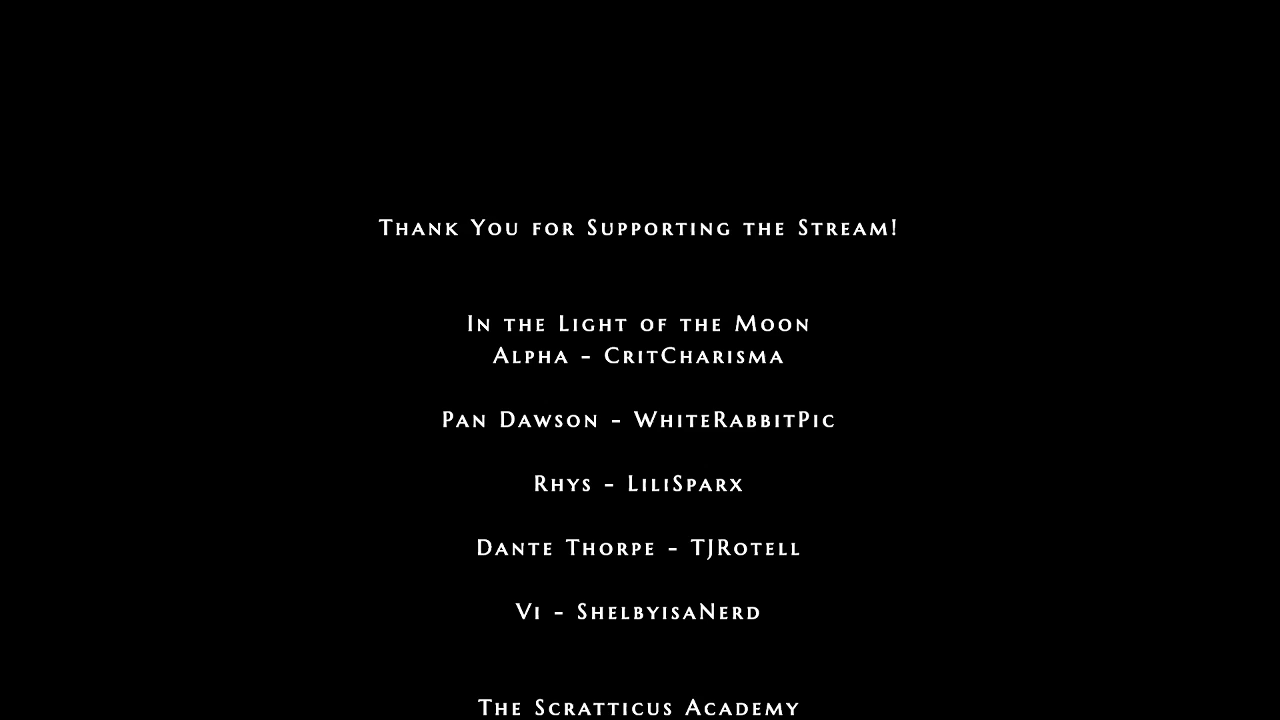 Thank You for Supporting the Stream!
In the Light of the Moon
Alpha - CritCharisma
Pan Dawson - WhiteRabbitPic
Rhys - LiliSparx
Dante Thorpe - TJRotell
Vi - ShelbyisaNerd
The Scratticus Academy